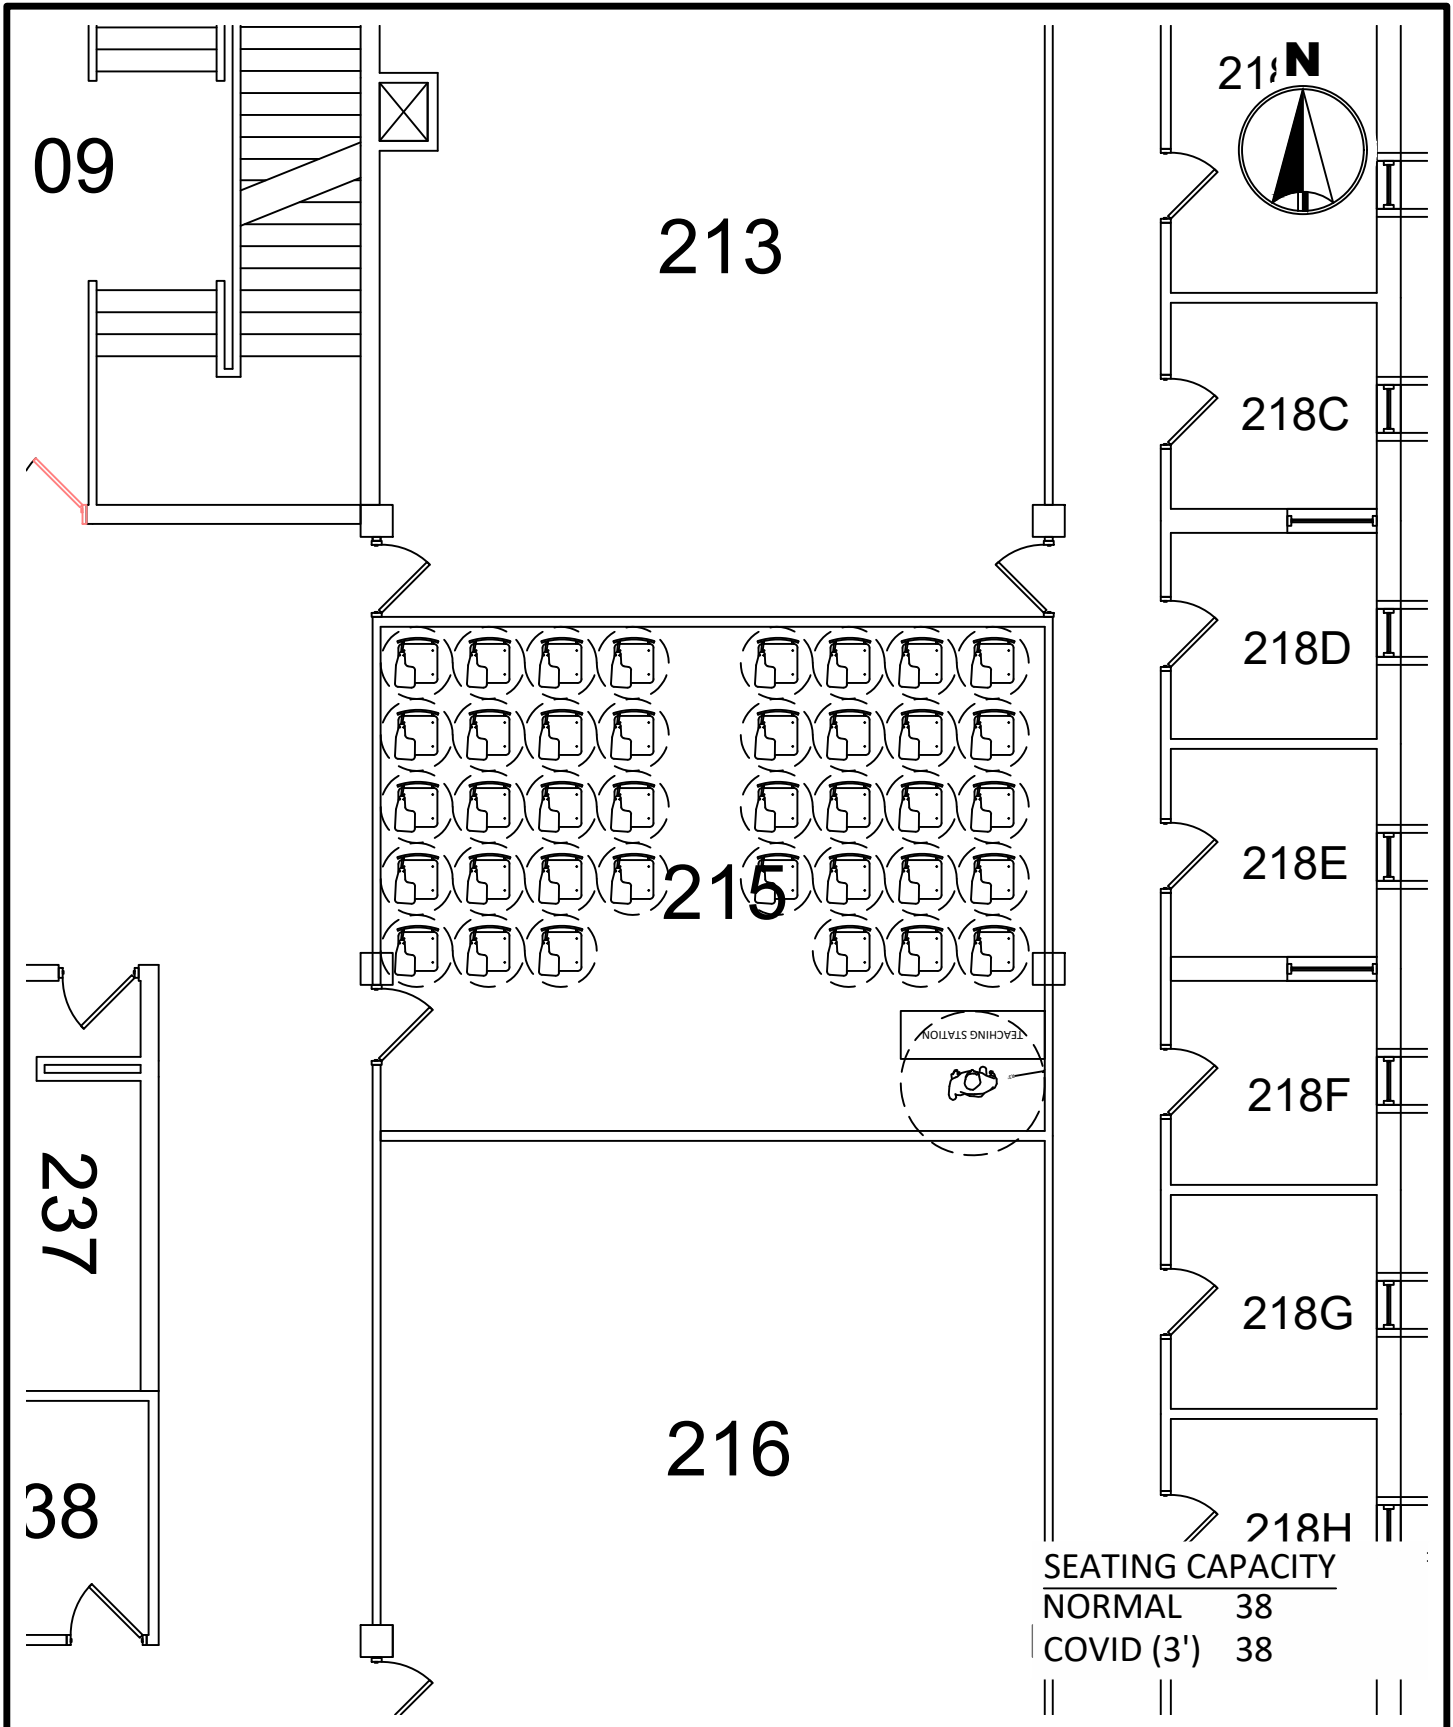 N
09
213
218C
218D
215
218E
TEACHING STATION
218F
237
218G
216
38
218H
SEATING CAPACITY
NORMAL 38
COVID (3') 38